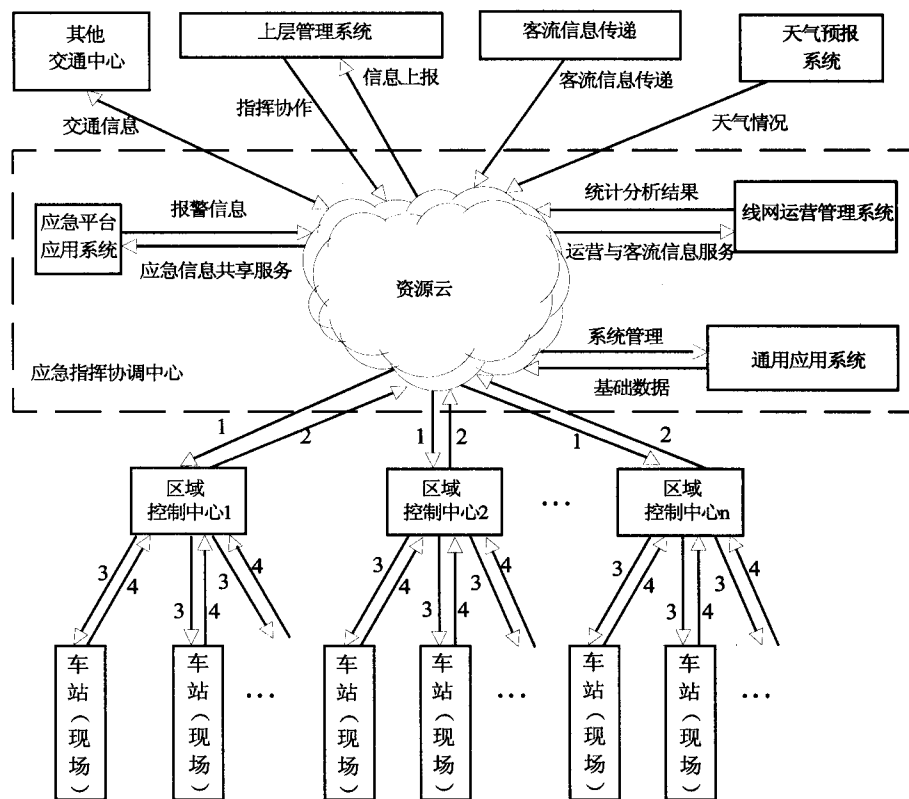 其他
交通中心
上层管理系统
客流信息传递
天气预报
系统
信息上报
指挥协作
客流信息传递
交通信息
天气情况
应急平台
应用系统
报警信息
应急信息共享服务
资源云
统计分析结果
线网运营管理系统
运营与客流信息服务
系统管理
通用应用系统
基础数据
应急指挥协调中心
1
2
1
2
1
2
区域
控制中心1
区域
控制中心2
…
区域
控制中心n
3
4
3
4
3
4
3
4
3
4
3
4
3
4
3
4
3
4
车站（现场）
车站（现场）
…
车站（现场）
车站（现场）
…
车站（现场）
车站（现场）
…